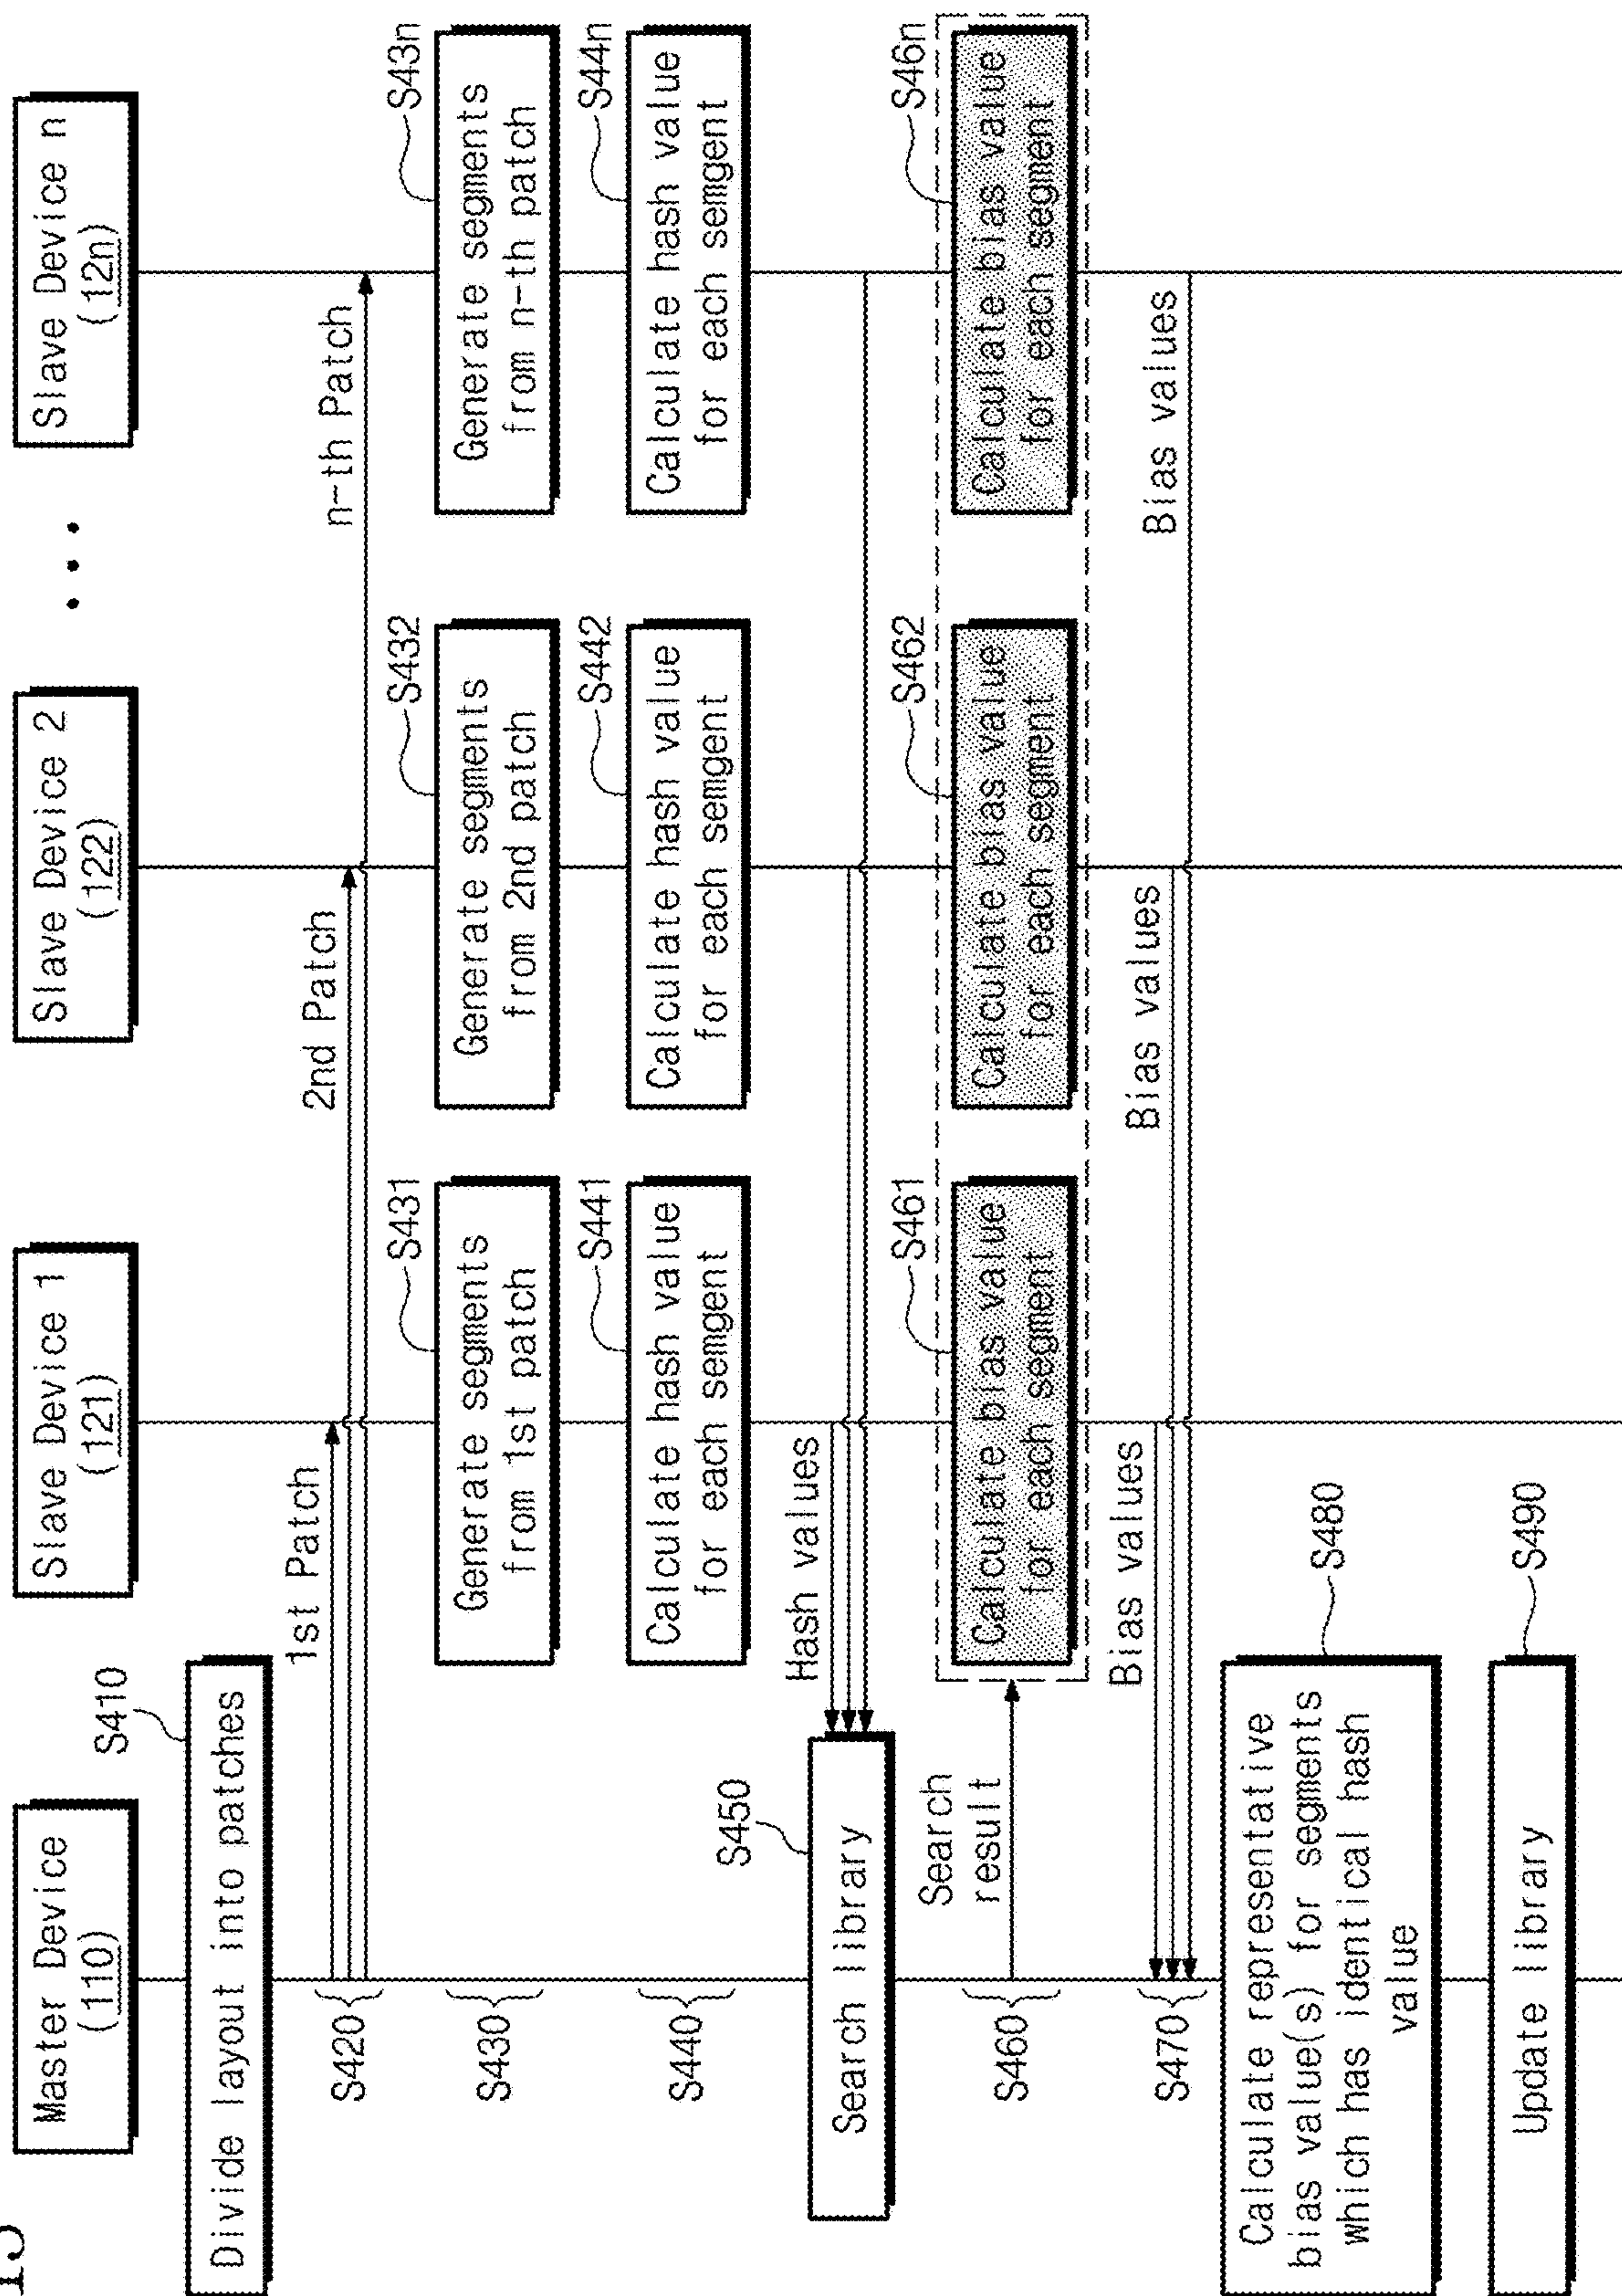 Master Device
(110)
Slave Device 1
(121)
Slave Device 2
(122)
...
Slave Device n
(12n)
S410
Divide layout into patches
S420
1st Patch
2nd Patch
n-th Patch
S430
S431
Generate segments
from 1st patch
S432
Generate segments
from 2nd patch
S43n
Generate segments
from n-th patch
S440
S441
Calculate hash value
for each semgent
S442
Calculate hash value
for each semgent
S44n
Calculate hash value
for each semgent
S450
Search library
Hash values
S460
Search
result
S461
Calculate bias value
for each segment
S462
Calculate bias value
for each segment
S46n
Calculate bias value
for each segment
S470
Bias values
Bias values
Bias values
S480
Calculate representative
bias value(s) for segments
which has identical hash
value
S490
Update library